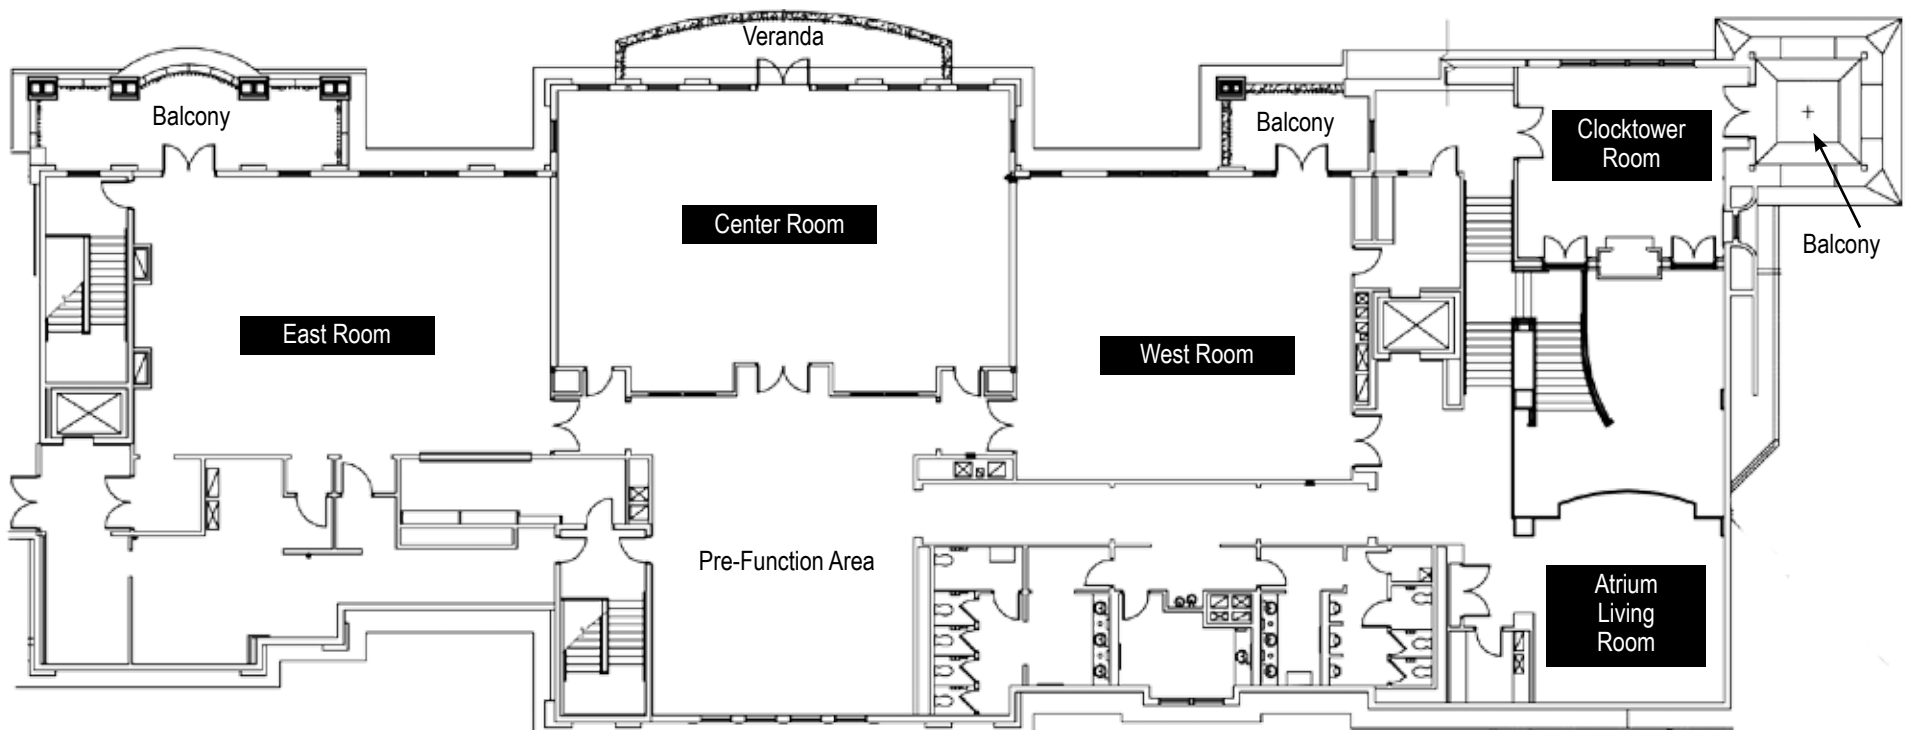 Veranda
Balcony
Balcony
Clocktower
Room
Center Room
Balcony
East Room
West Room
Pre-Function Area
Atrium
Living
Room